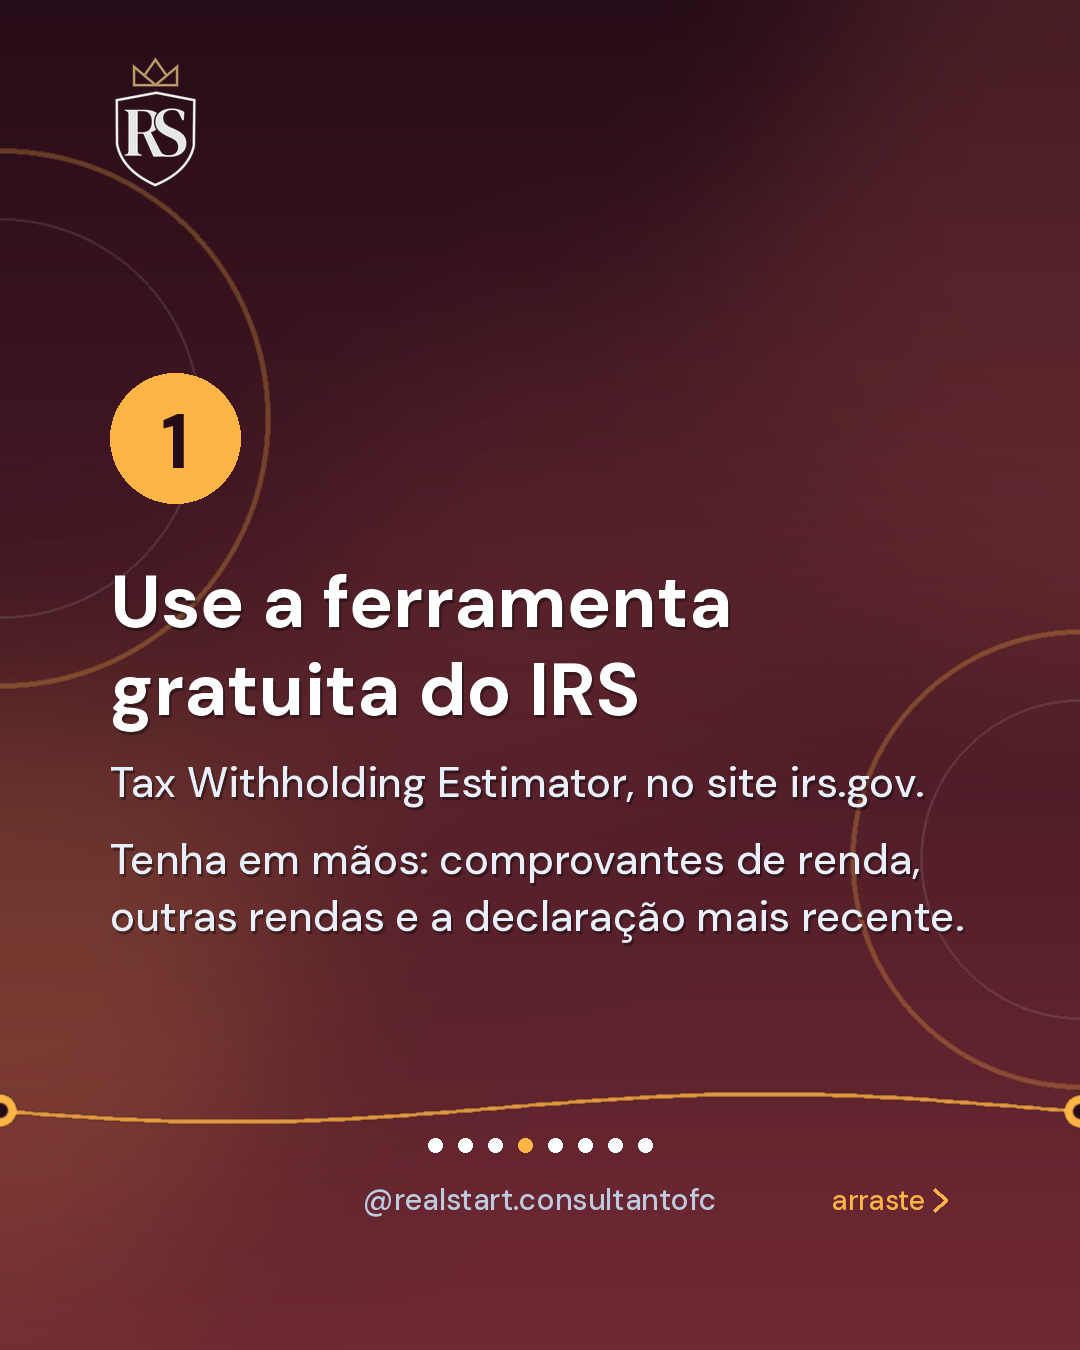 RS
1
Use a ferramenta
gratuita do IRS
Tax Withholding Estimator, no site irs.gov.
Tenha em mãos: comprovantes de renda,
outras rendas e a declaração mais recente.
@realstart.consultantofc
arraste